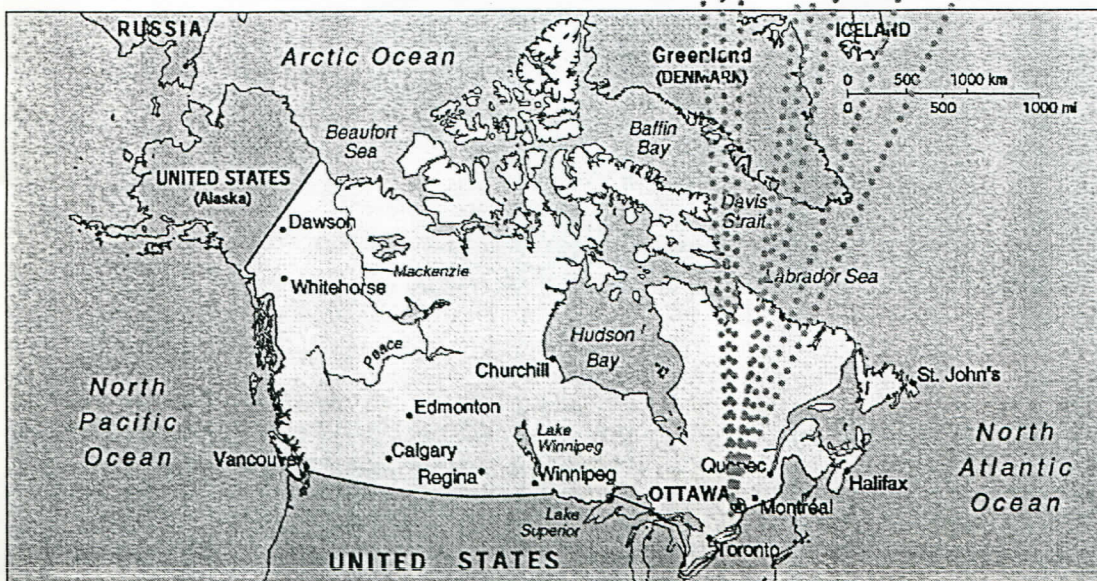 RUSSIA
Arctic Ocean
Greenland
(DENMARK)
ICELAND
0 500 1000 km
0 500 1000 mi
Beaufort
Sea
Baffin
Bay
UNITED STATES
(Alaska)
Davis
Strait
Dawson
Mackenzie
Labrador Sea
Whitehorse
Hudson
Bay
Peace
Churchill
St. John's
North
Pacific
Ocean
Edmonton
Lake
Winnipeg
North
Atlantic
Ocean
Vancouver
Calgary
Regina
Winnipeg
Québec
Halifax
OTTAWA
Montréal
Lake
Superior
Toronto
UNITED STATES